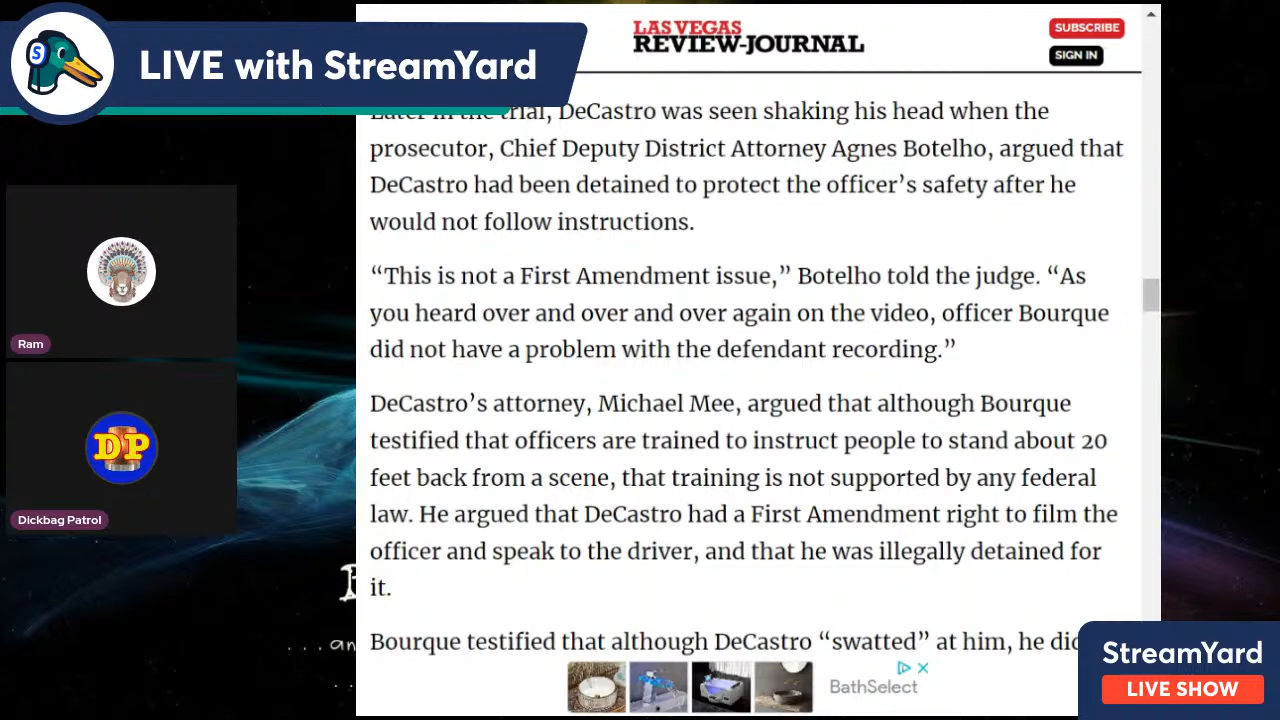 LIVE with StreamYard
LAS VEGAS
REVIEW-JOURNAL
SUBSCRIBE
SIGN IN
Later in the trial, DeCastro was seen shaking his head when the
prosecutor, Chief Deputy District Attorney Agnes Botelho, argued that
DeCastro had been detained to protect the officer’s safety after he
would not follow instructions.
“This is not a First Amendment issue,” Botelho told the judge. “As
you heard over and over and over again on the video, officer Bourque
did not have a problem with the defendant recording.”
DeCastro’s attorney, Michael Mee, argued that although Bourque
testified that officers are trained to instruct people to stand about 20
feet back from a scene, that training is not supported by any federal
law. He argued that DeCastro had a First Amendment right to film the
officer and speak to the driver, and that he was illegally detained for
it.
Bourque testified that although DeCastro “swatted” at him, he did
BathSelect
Ram
DP
Dickbag Patrol
...an
StreamYard
LIVE SHOW